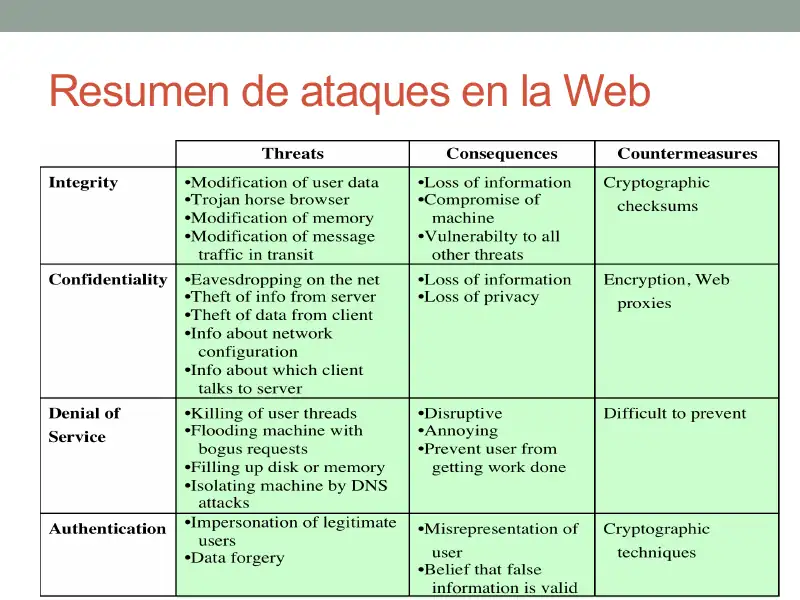 Resumen de ataques en la Web
Threats
Consequences
Countermeasures
Integrity
•Modification of user data
•Trojan horse browser
•Modification of memory
•Modification of message
traffic in transit
•Loss of information
•Compromise of
machine
•Vulnerabilty to all
other threats
Cryptographic
checksums
Confidentiality
•Eavesdropping on the net
•Theft of info from server
•Theft of data from client
•Info about network
configuration
•Info about which client
talks to server
•Loss of information
•Loss of privacy
Encryption, Web
proxies
Denial of
Service
•Killing of user threads
•Flooding machine with
bogus requests
•Filling up disk or memory
•Isolating machine by DNS
attacks
•Disruptive
•Annoying
•Prevent user from
getting work done
Difficult to prevent
Authentication
•Impersonation of legitimate
users
•Data forgery
•Misrepresentation of
user
•Belief that false
information is valid
Cryptographic
techniques